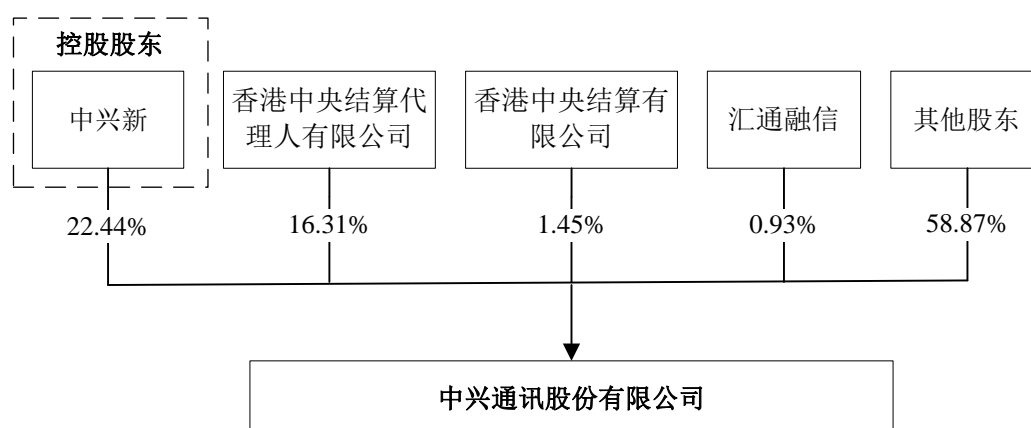 控股股东
中兴新
香港中央结算代
理人有限公司
香港中央结算有
限公司
汇通融信
其他股东
22.44%
16.31%
1.45%
0.93%
58.87%
中兴通讯股份有限公司